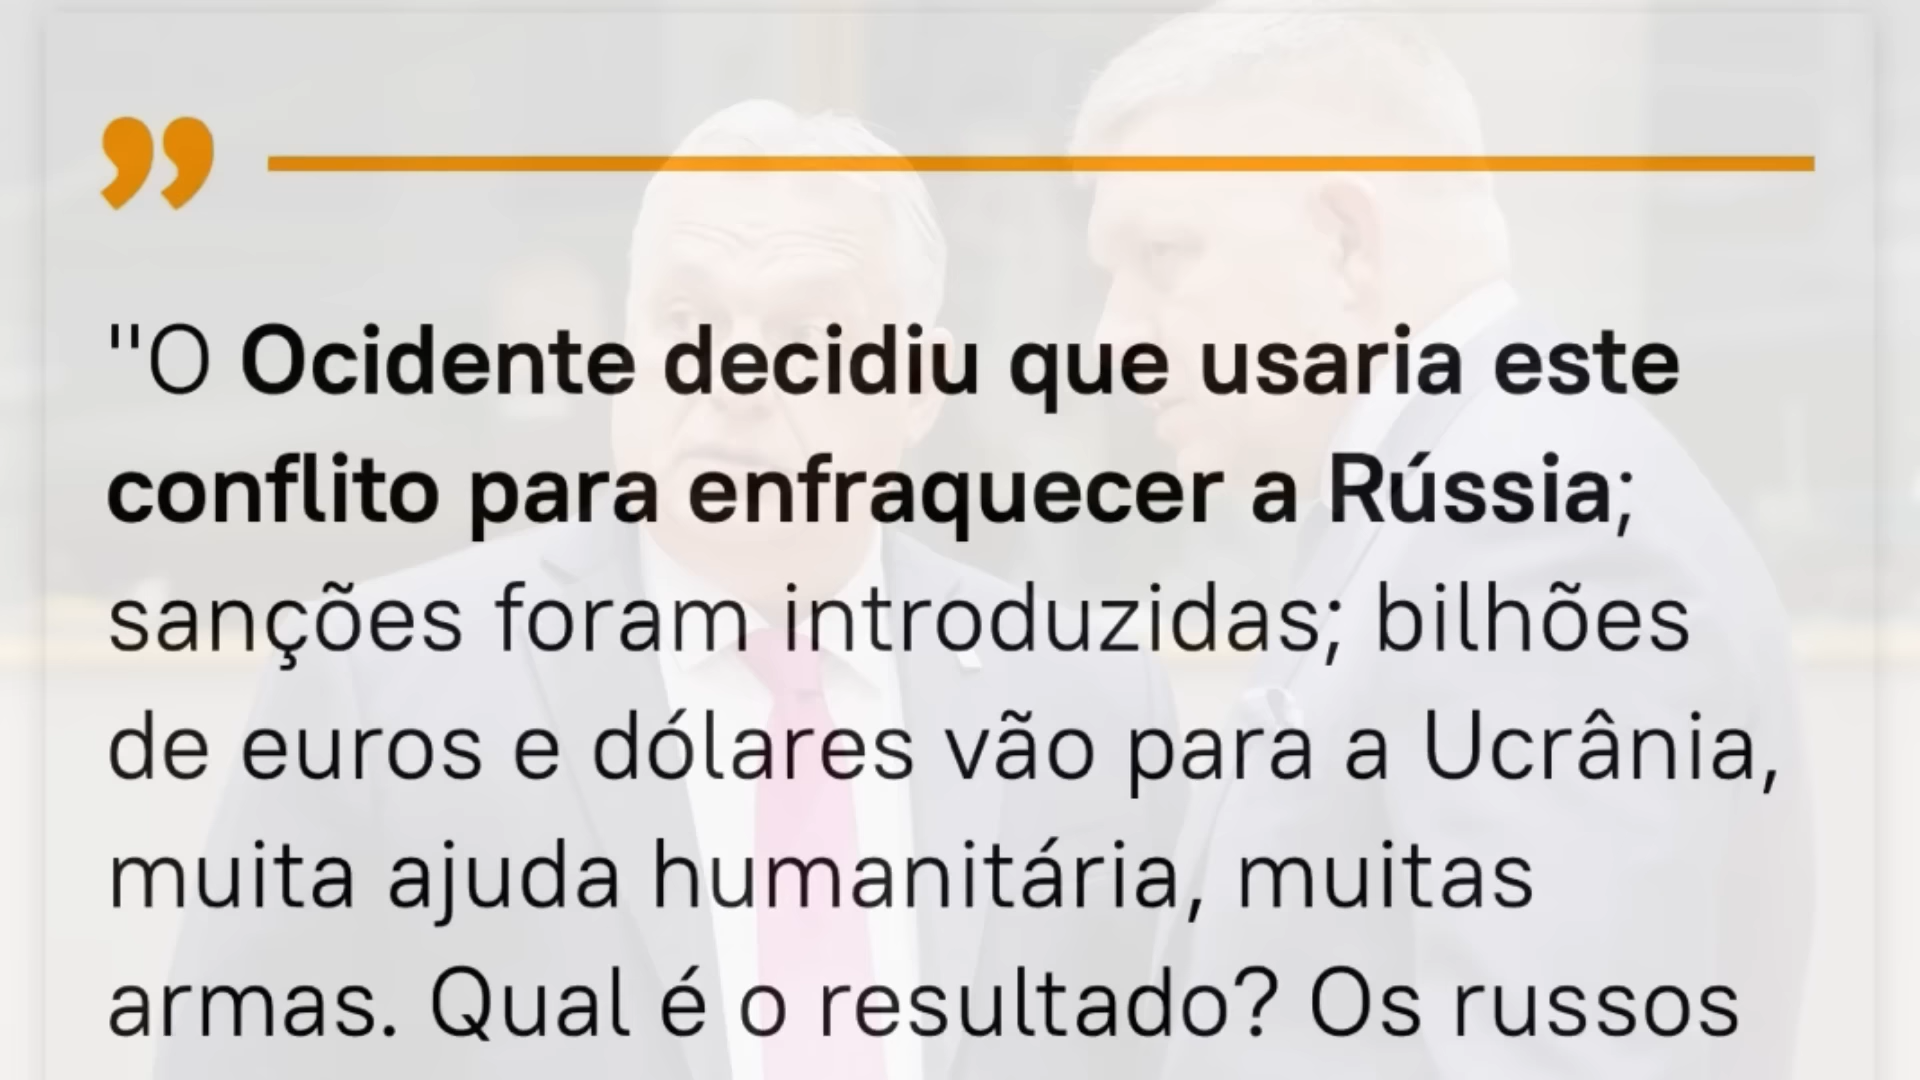 "O Ocidente decidiu que usaria este
conflito para enfraquecer a Rússia;
sanções foram introduzidas; bilhões
de euros e dólares vão para a Ucrânia,
muita ajuda humanitária, muitas
armas. Qual é o resultado? Os russos